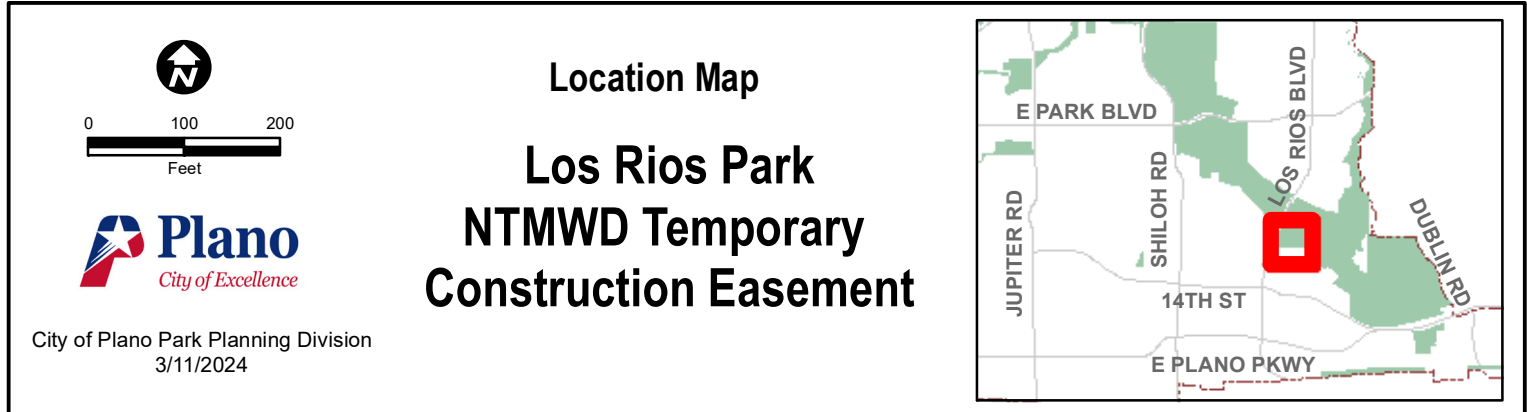 N
0 100 200
Feet
Plano
City of Excellence
City of Plano Park Planning Division
3/11/2024
Location Map
Los Rios Park
NTMWD Temporary
Construction Easement
E PARK BLVD
LOS RIOS BLVD
SHILOH RD
JUPITER RD
DUBLIN RD
14TH ST
E PLANO PKWY